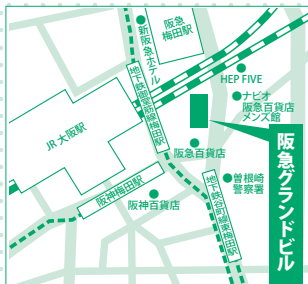 阪急
梅田駅
新阪急ホテル
地下鉄御堂筋線梅田駅
HEP FIVE
ナビオ
阪急百貨店
メンズ館
JR 大阪駅
阪急百貨店
阪急グランドビル
曽根崎
警察署
阪神梅田駅
阪神百貨店
地下鉄谷町線東梅田駅